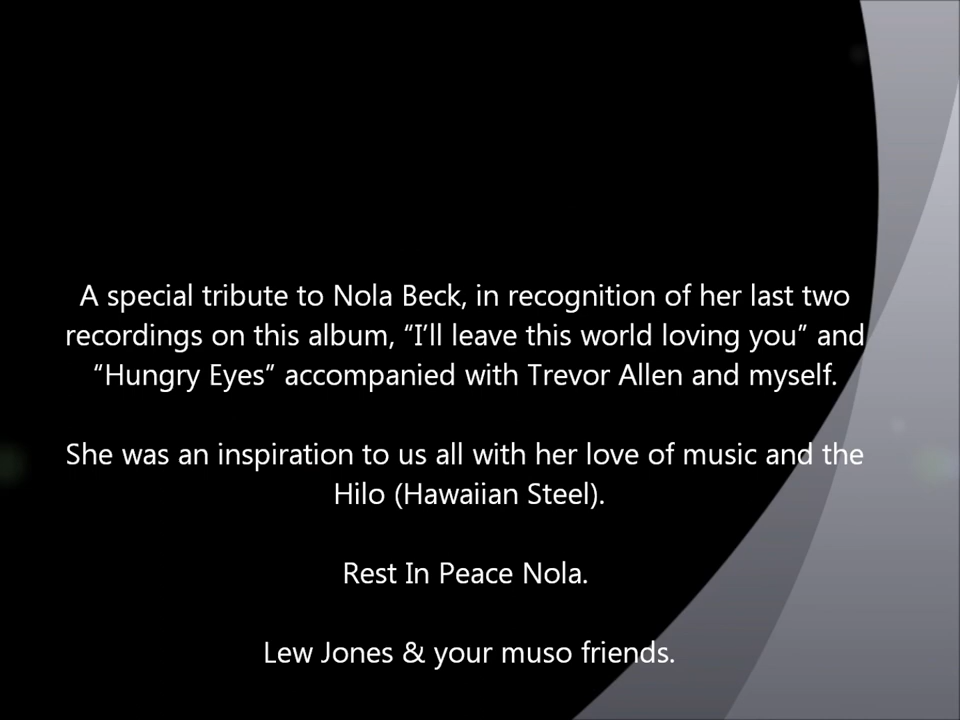 A special tribute to Nola Beck, in recognition of her last two
recordings on this album, “I’ll leave this world loving you” and
“Hungry Eyes” accompanied with Trevor Allen and myself.
She was an inspiration to us all with her love of music and the
Hilo (Hawaiian Steel).
Rest In Peace Nola.
Lew Jones & your muso friends.